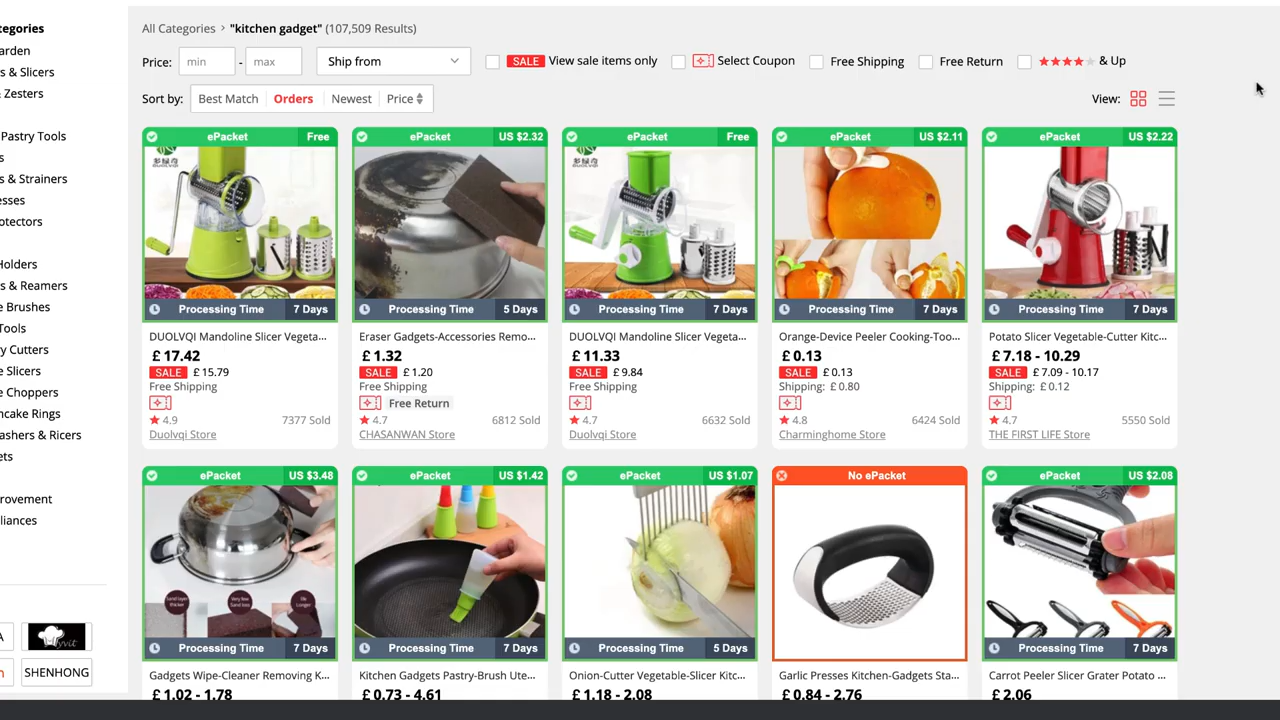 tegories
arden
s & Slicers
& Zesters
Pastry Tools
s
s & Strainers
esses
otectors
Holders
s & Reamers
e Brushes
Tools
y Cutters
e Slicers
e Choppers
ncake Rings
ashers & Ricers
ets
rovement
liances
A
yvit
n
SHENHONG
All Categories > "kitchen gadget" (107,509 Results)
Price: min - max Ship from SALE View sale items only Select Coupon Free Shipping Free Return & Up
Sort by: Best Match Orders Newest Price View:
ePacket Free
Processing Time 7 Days
DUOLVQI Mandoline Slicer Vegeta...
£ 17.42
SALE £ 15.79
Free Shipping
4.9 7377 Sold
Duolvqi Store
ePacket US $2.32
Processing Time 5 Days
Eraser Gadgets-Accessories Remo...
£ 1.32
SALE £ 1.20
Free Shipping
Free Return
4.7 6812 Sold
CHASANWAN Store
ePacket Free
Processing Time 7 Days
DUOLVQI Mandoline Slicer Vegeta...
£ 11.33
SALE £ 9.84
Free Shipping
4.7 6632 Sold
Duolvqi Store
ePacket US $2.11
Processing Time 7 Days
Orange-Device Peeler Cooking-Too...
£ 0.13
SALE £ 0.13
Shipping: £ 0.80
4.8 6424 Sold
Charminghome Store
ePacket US $2.22
Processing Time 7 Days
Potato Slicer Vegetable-Cutter Kitc...
£ 7.18 - 10.29
SALE £ 7.09 - 10.17
Shipping: £ 0.12
4.7 5550 Sold
THE FIRST LIFE Store
ePacket US $3.48
Processing Time 7 Days
Gadgets Wipe-Cleaner Removing K...
£ 1.02 - 1.78
ePacket US $1.42
Processing Time 7 Days
Kitchen Gadgets Pastry-Brush Ute...
£ 0.73 - 4.61
ePacket US $1.07
Processing Time 5 Days
Onion-Cutter Vegetable-Slicer Kitc...
£ 1.18 - 2.08
No ePacket
Garlic Presses Kitchen-Gadgets Sta...
£ 0.84 - 2.76
ePacket US $2.08
Processing Time 7 Days
Carrot Peeler Slicer Grater Potato ...
£ 2.06